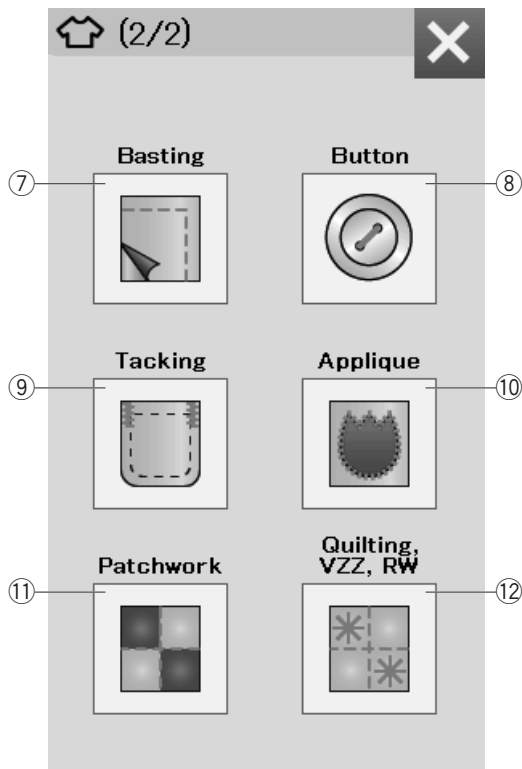 (2/2)
Basting
Button
⑦
⑧
Tacking
Applique
⑨
⑩
Patchwork
Quilting,
VZZ, RW
⑪
⑫